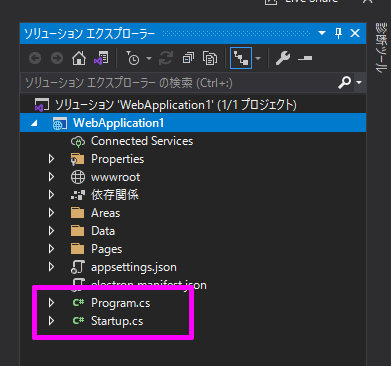 Live Share
ソリューション エクスプローラー
診断ツール
ソリューション エクスプローラー の検索 (Ctrl+:)
ソリューション 'WebApplication1' (1/1 プロジェクト)
WebApplication1
Connected Services
Properties
wwwroot
依存関係
Areas
Data
Pages
appsettings.json
electron.manifest.json
C# Program.cs
C# Startup.cs